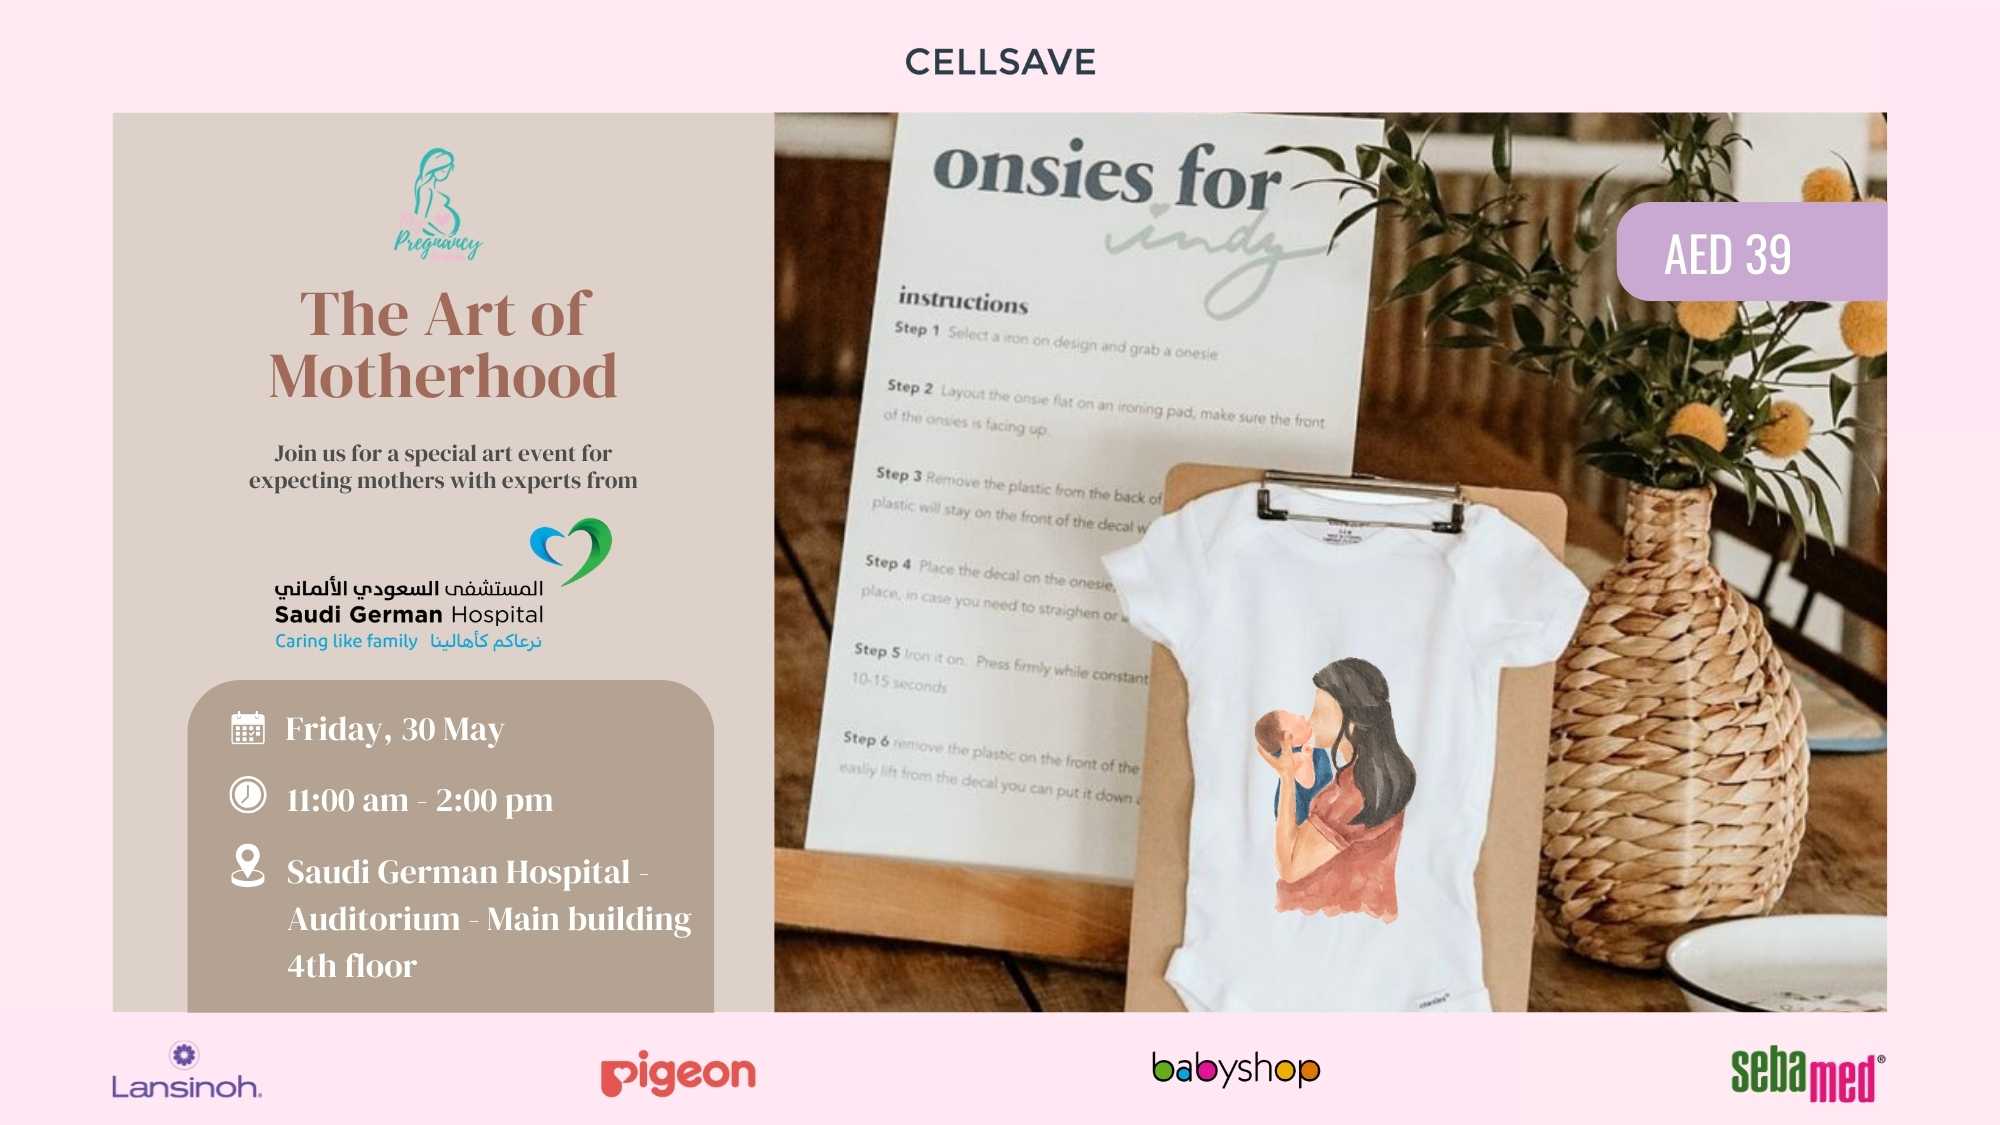 CELLSAVE
Pregnancy
The Art of
Motherhood
Join us for a special art event for
expecting mothers with experts from
المستشفى السعودي الألماني
Saudi German Hospital
Caring like family نرعاكم كأهالينا
Friday, 30 May
11:00 am - 2:00 pm
Saudi German Hospital -
Auditorium - Main building
4th floor
onsies for
indy
instructions
Step 1 Select a iron on design and grab a onesie
Step 2 Layout the onsie flat on an ironing pad, make sure the front
of the onsies is facing up.
Step 3 Remove the plastic from the back of
plastic will stay on the front of the decal w
Step 4 Place the decal on the onesie,
place, in case you need to straighen or
Step 5 Iron it on. Press firmly while constant
10-15 seconds
Step 6 remove the plastic on the front of the
easliy lift from the decal you can put it down
AED 39
Lansinoh
pigeon
babyshop
sebamed®